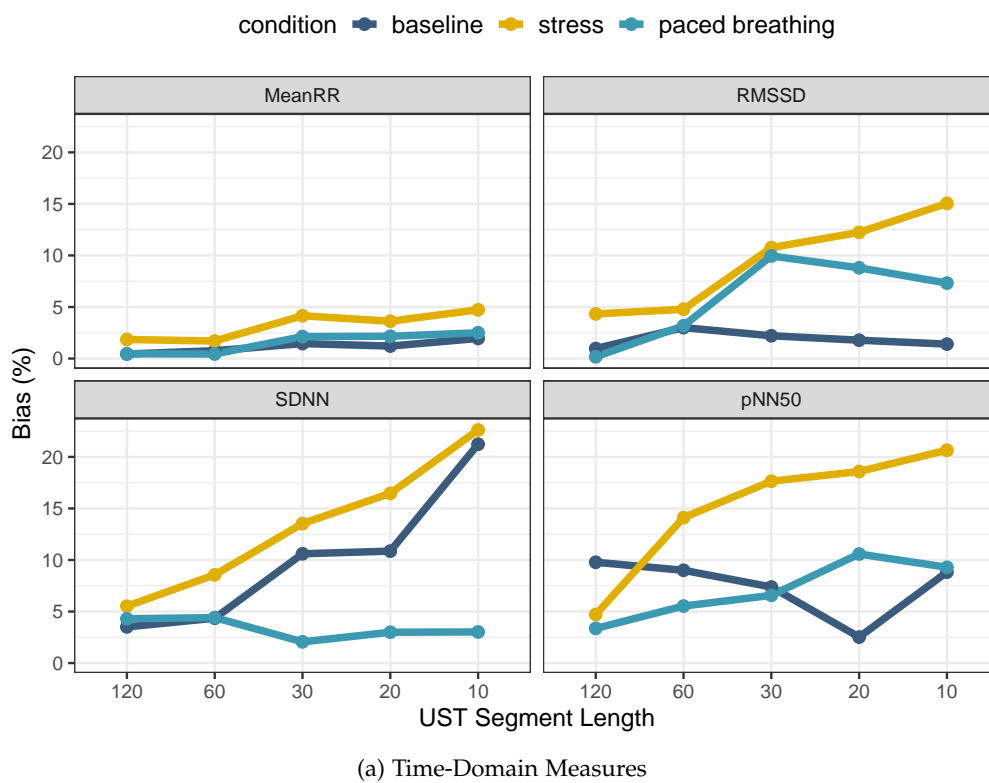 condition baseline stress paced breathing
MeanRR RMSSD
20
15
10
5
0
SDNN pNN50
20
15
10
5
0
Bias (%)
120 60 30 20 10 120 60 30 20 10
UST Segment Length
(a) Time-Domain Measures